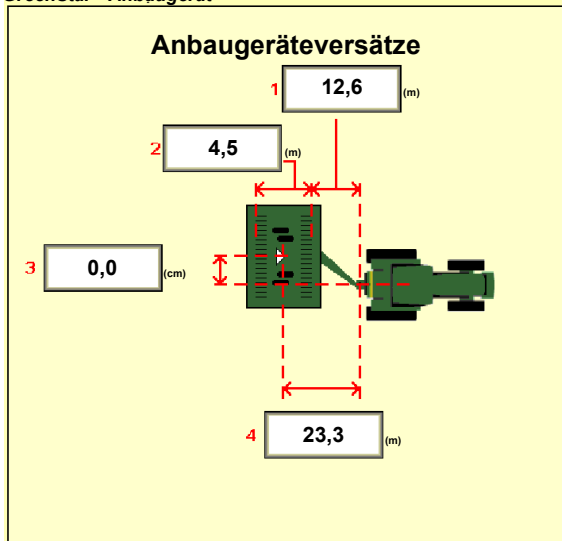 Anbaugeräteversätze
1 12,6 (m)
2 4,5 (m)
3 0,0 (cm)
4 23,3 (m)